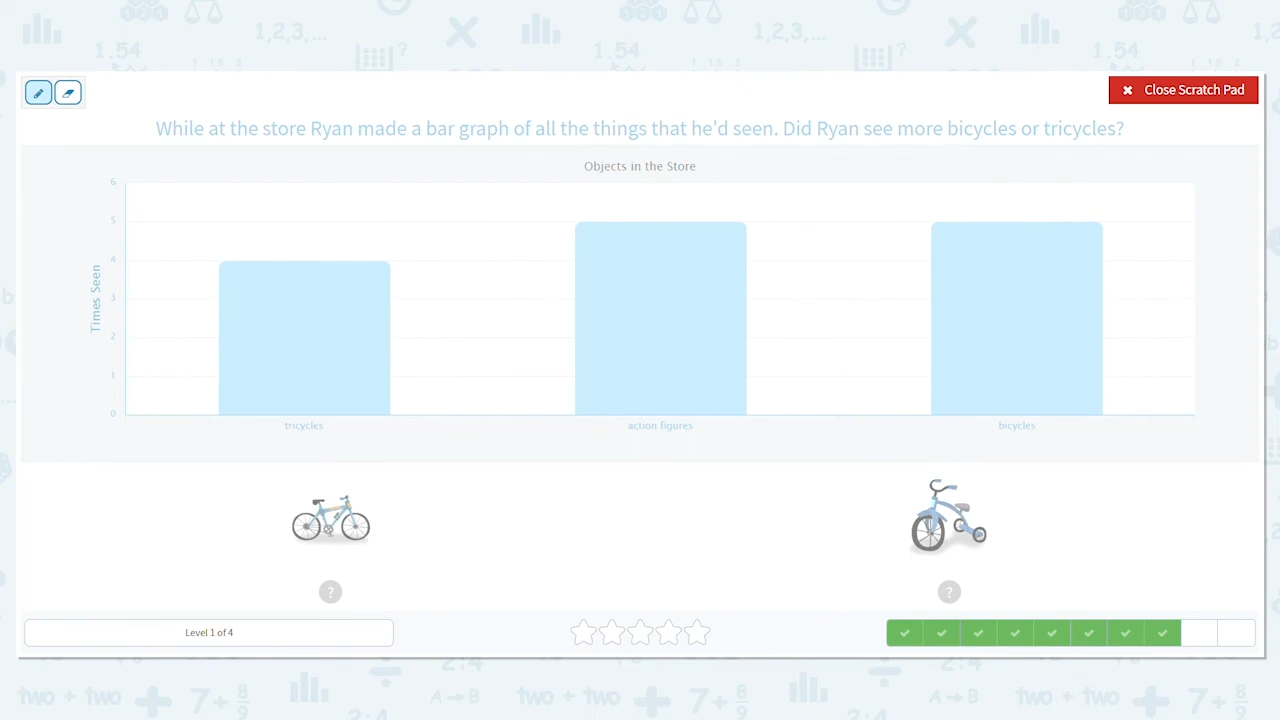 Close Scratch Pad
While at the store Ryan made a bar graph of all the things that he'd seen. Did Ryan see more bicycles or tricycles?
Objects in the Store
6
5
4
3
2
1
0
Times Seen
tricycles action figures bicycles
? ?
Level 1 of 4